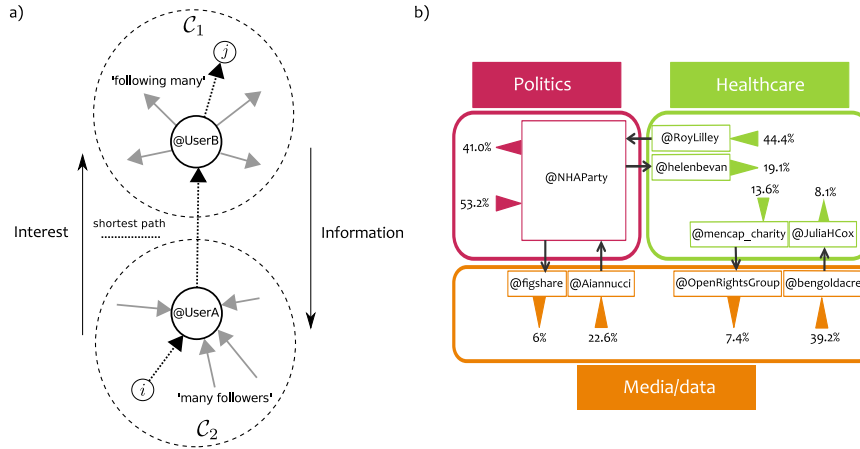 a)
C1
j
'following many'
@UserB
Interest
shortest path
Information
@UserA
i
'many followers'
C2
b)
Politics
Healthcare
@RoyLilley
44.4%
41.0%
@NHAParty
@helenbevan
19.1%
53.2%
13.6%
8.1%
@mencap_charity
@JuliaHCox
@figshare
@Aiannucci
@OpenRightsGroup
@bengoldacre
6%
22.6%
7.4%
39.2%
Media/data